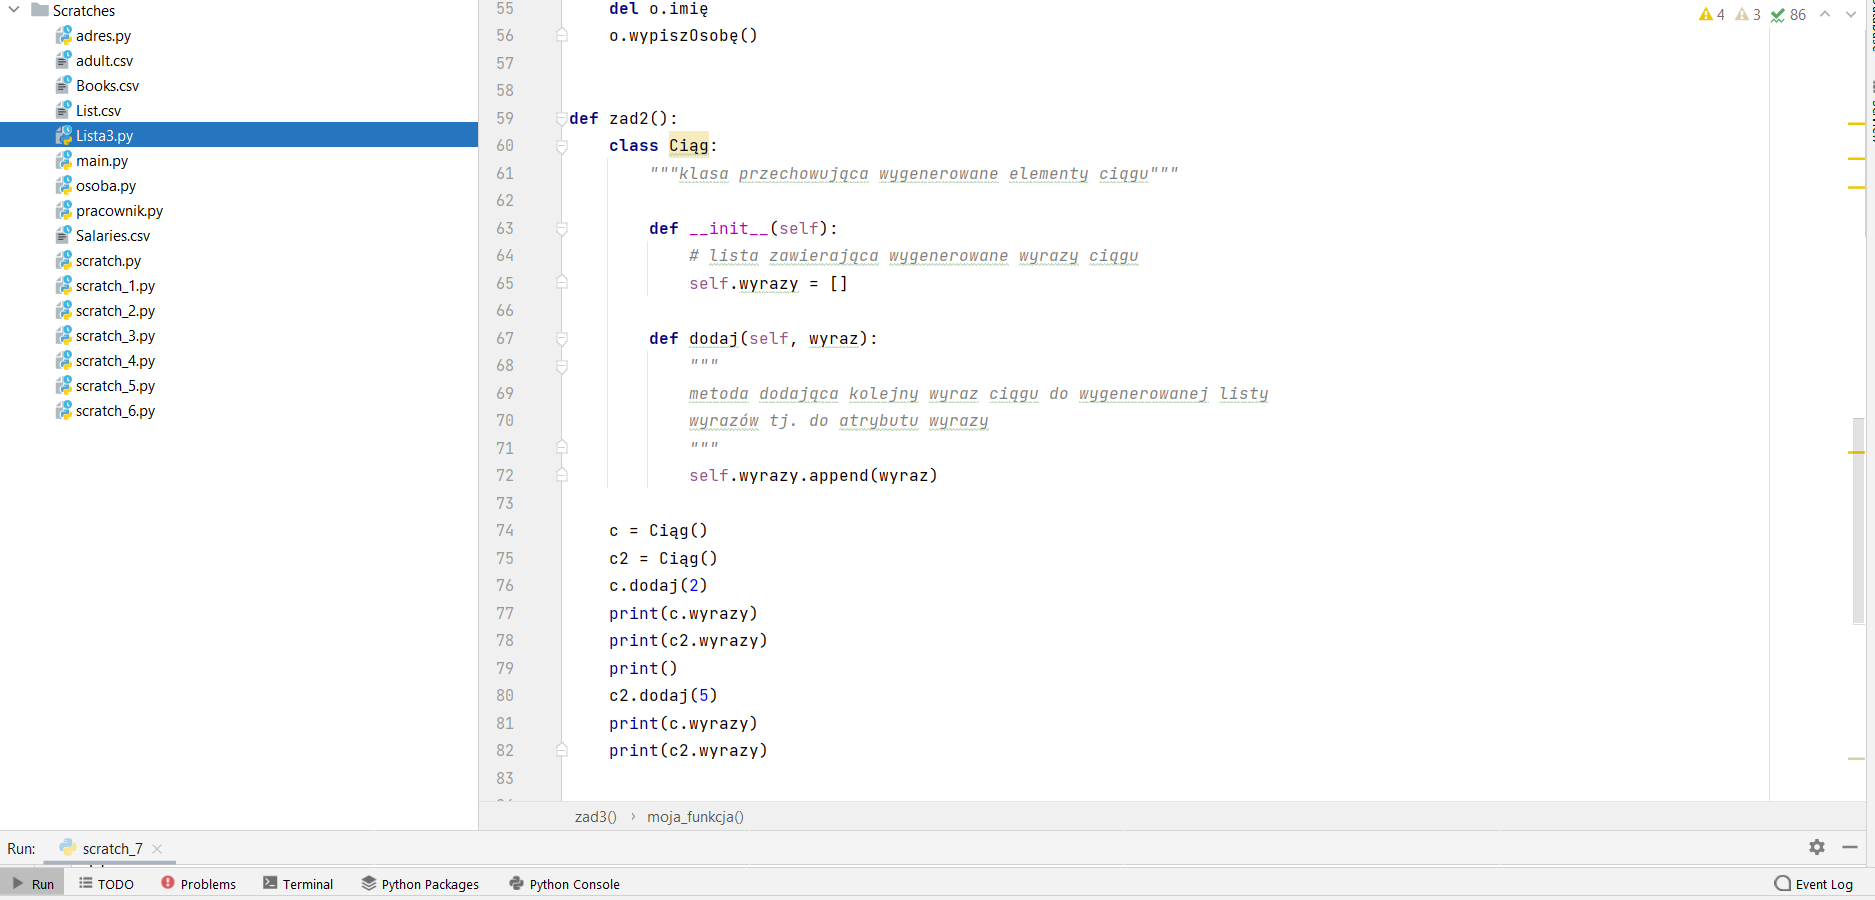 Scratches
adres.py
adult.csv
Books.csv
List.csv
Lista3.py
main.py
osoba.py
pracownik.py
Salaries.csv
scratch.py
scratch_1.py
scratch_2.py
scratch_3.py
scratch_4.py
scratch_5.py
scratch_6.py
4 3 86
55 del o.imię
56 o.wypiszOsobę()
57
58
59 def zad2():
60 class Ciąg:
61 """klasa przechowująca wygenerowane elementy ciągu"""
62
63 def __init__(self):
64 # lista zawierająca wygenerowane wyrazy ciągu
65 self.wyrazy = []
66
67 def dodaj(self, wyraz):
68 """
69 metoda dodająca kolejny wyraz ciągu do wygenerowanej listy
70 wyrazów tj. do atrybutu wyrazy
71 """
72 self.wyrazy.append(wyraz)
73
74 c = Ciąg()
75 c2 = Ciąg()
76 c.dodaj(2)
77 print(c.wyrazy)
78 print(c2.wyrazy)
79 print()
80 c2.dodaj(5)
81 print(c.wyrazy)
82 print(c2.wyrazy)
83
zad3() › moja_funkcja()
Run: scratch_7
Run TODO Problems Terminal Python Packages Python Console Event Log